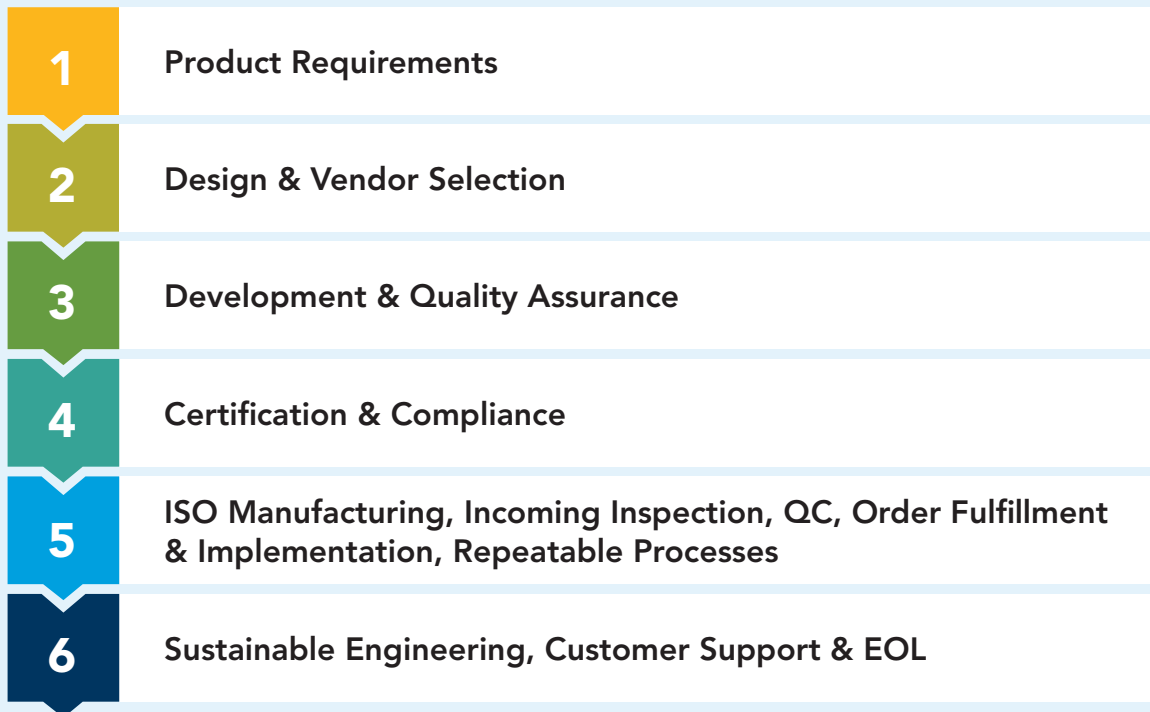 1
Product Requirements
2
Design & Vendor Selection
3
Development & Quality Assurance
4
Certification & Compliance
5
ISO Manufacturing, Incoming Inspection, QC, Order Fulfillment
& Implementation, Repeatable Processes
6
Sustainable Engineering, Customer Support & EOL